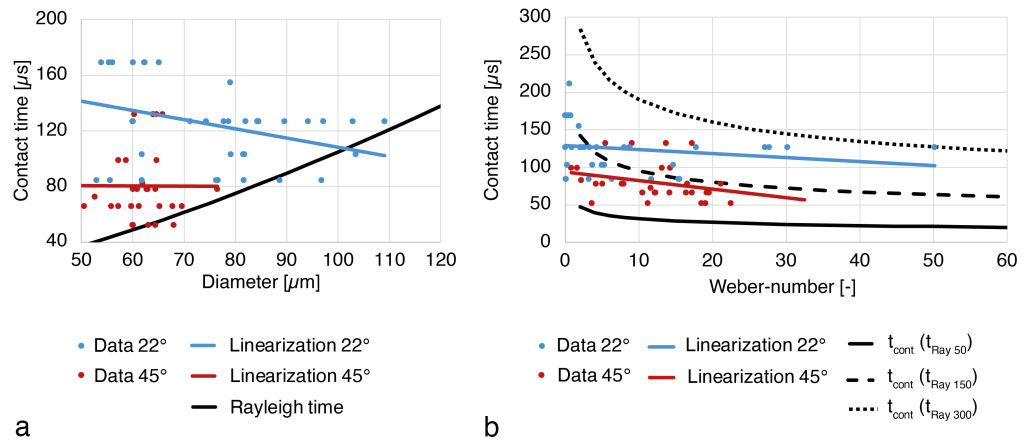 200
160
120
80
40
50
60
70
80
90
100
110
120
Contact time [µs]
Diameter [µm]
Data 22°
Linearization 22°
Data 45°
Linearization 45°
Rayleigh time
a
300
250
200
150
100
50
0
0
10
20
30
40
50
60
Contact time [µs]
Weber-number [-]
Data 22°
Linearization 22°
t_cont (t_Ray 50)
Data 45°
Linearization 45°
t_cont (t_Ray 150)
t_cont (t_Ray 300)
b